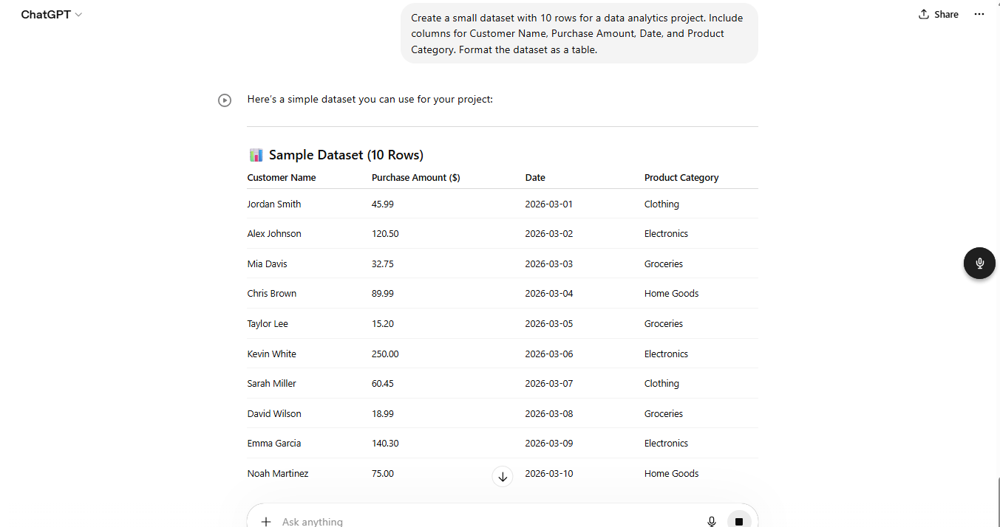 ChatGPT
Share
Create a small dataset with 10 rows for a data analytics project. Include
columns for Customer Name, Purchase Amount, Date, and Product
Category. Format the dataset as a table.
Here's a simple dataset you can use for your project:
Sample Dataset (10 Rows)
Customer Name Purchase Amount ($) Date Product Category
Jordan Smith 45.99 2026-03-01 Clothing
Alex Johnson 120.50 2026-03-02 Electronics
Mia Davis 32.75 2026-03-03 Groceries
Chris Brown 89.99 2026-03-04 Home Goods
Taylor Lee 15.20 2026-03-05 Groceries
Kevin White 250.00 2026-03-06 Electronics
Sarah Miller 60.45 2026-03-07 Clothing
David Wilson 18.99 2026-03-08 Groceries
Emma Garcia 140.30 2026-03-09 Electronics
Noah Martinez 75.00 2026-03-10 Home Goods
Ask anything